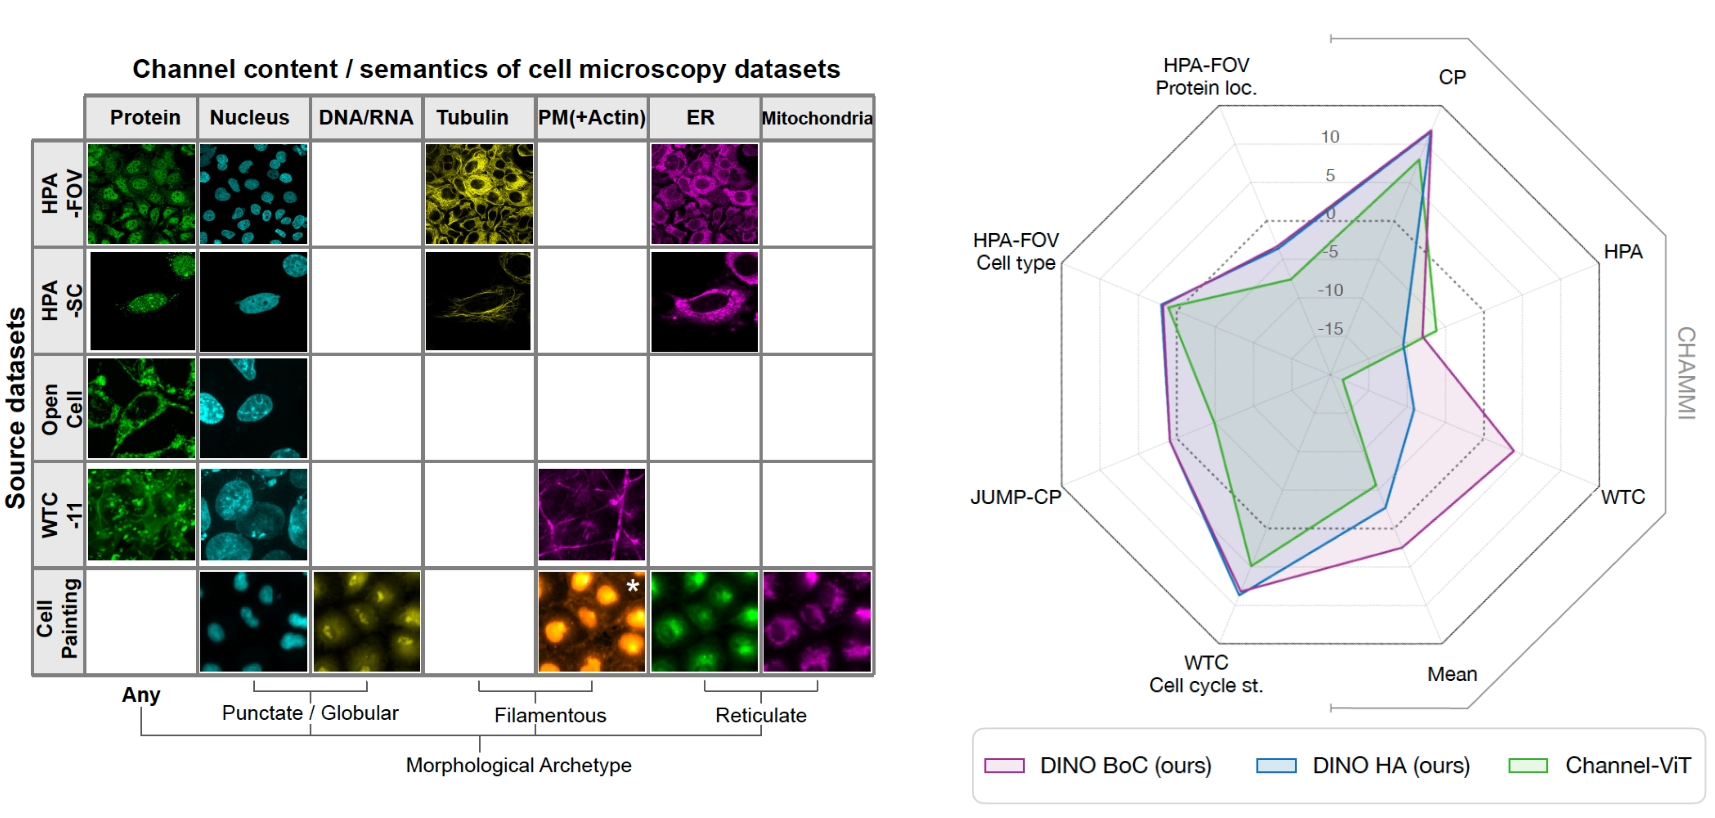 Channel content / semantics of cell microscopy datasets
Protein
Nucleus
DNA/RNA
Tubulin
PM(+Actin)
ER
Mitochondria
Source datasets
HPA
-FOV
HPA
-SC
Open
Cell
WTC
-11
Cell
Painting
*
Any
Punctate / Globular
Filamentous
Reticulate
Morphological Archetype
HPA-FOV
Protein loc.
CP
HPA
WTC
Mean
WTC
Cell cycle st.
JUMP-CP
HPA-FOV
Cell type
10
5
0
-5
-10
-15
CHAMMI
DINO BoC (ours)
DINO HA (ours)
Channel-ViT